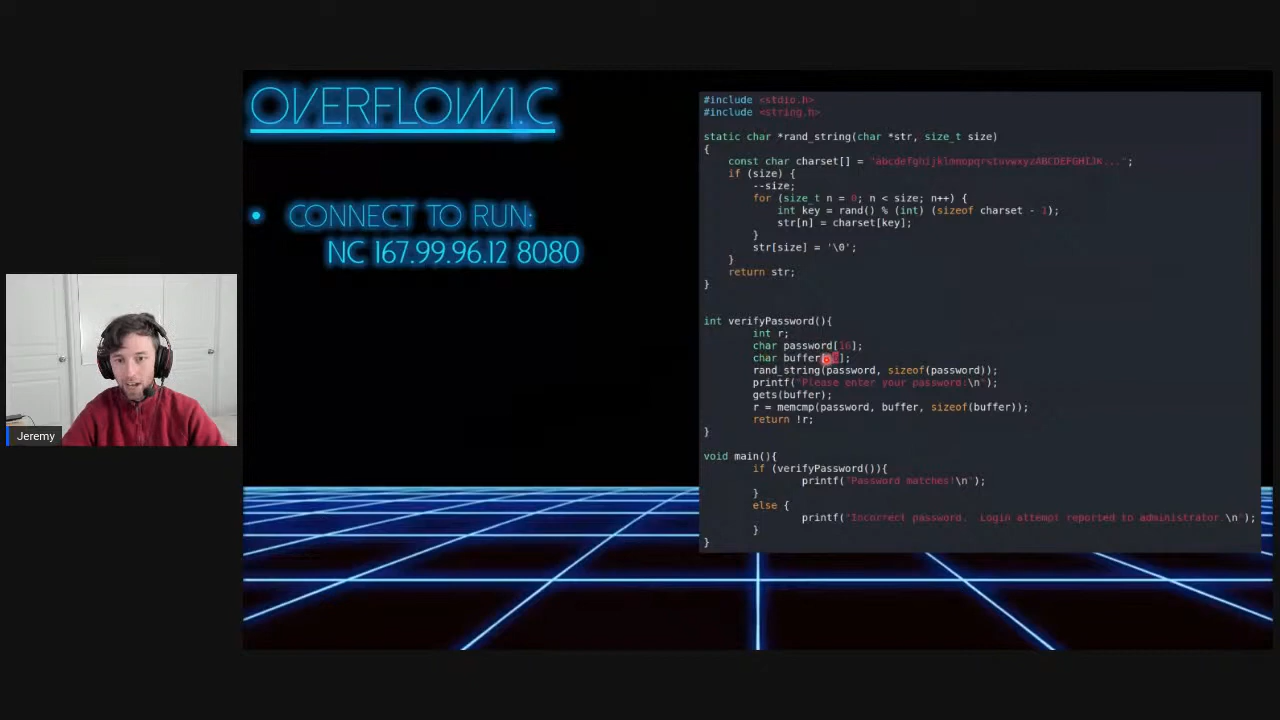 OVERFLOW1.C
• CONNECT TO RUN:
NC 167.99.96.12 8080
#include <stdio.h>
#include <string.h>
static char *rand_string(char *str, size_t size)
{
const char charset[] = "abcdefghijklmnopqrstuvwxyzABCDEFGHIJK...";
if (size) {
--size;
for (size_t n = 0; n < size; n++) {
int key = rand() % (int) (sizeof charset - 1);
str[n] = charset[key];
}
str[size] = '\0';
}
return str;
}
int verifyPassword(){
int r;
char password[16];
char buffer[];
rand_string(password, sizeof(password));
printf("Please enter your password:\n");
gets(buffer);
r = memcmp(password, buffer, sizeof(buffer));
return !r;
}
void main(){
if (verifyPassword()){
printf("Password matches!\n");
}
else {
printf("Incorrect password.  Login attempt reported to administrator.\n");
}
}
Jeremy